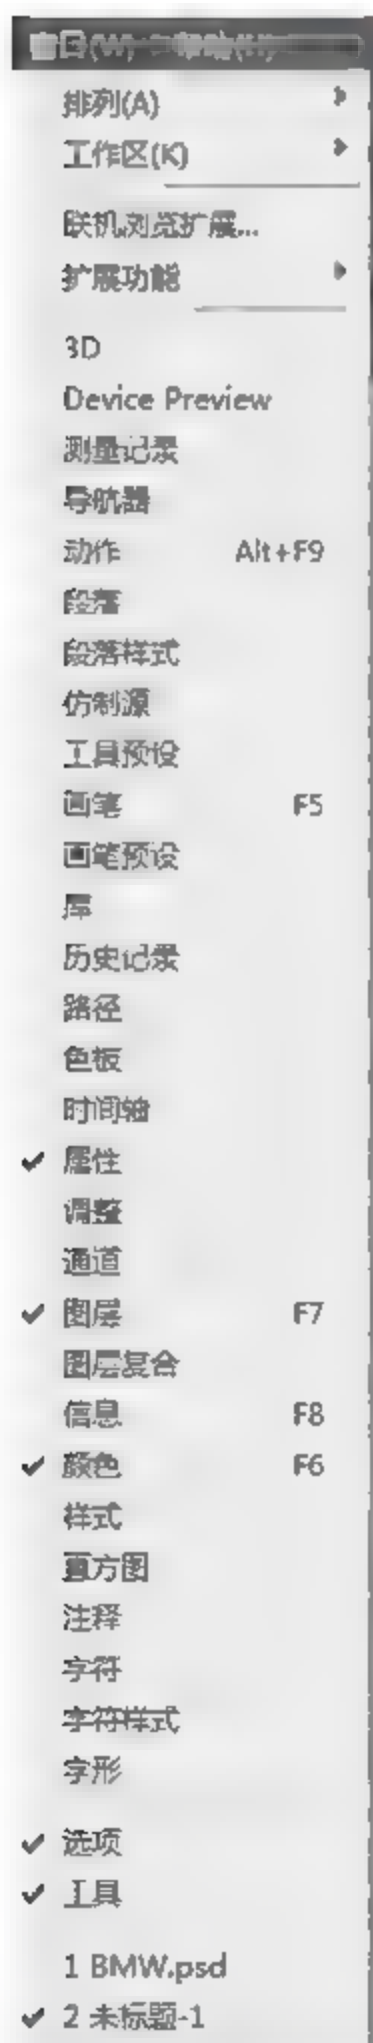 窗口(W) 帮助(H)
排列(A)
工作区(K)
联机浏览扩展...
扩展功能
3D
Device Preview
测量记录
导航器
动作 Alt+F9
段落
段落样式
仿制源
工具预设
画笔 F5
画笔预设
库
历史记录
路径
色板
时间轴
属性
调整
通道
图层 F7
图层复合
信息 F8
颜色 F6
样式
直方图
注释
字符
字符样式
字形
选项
工具
1 BMW.psd
2 未标题-1